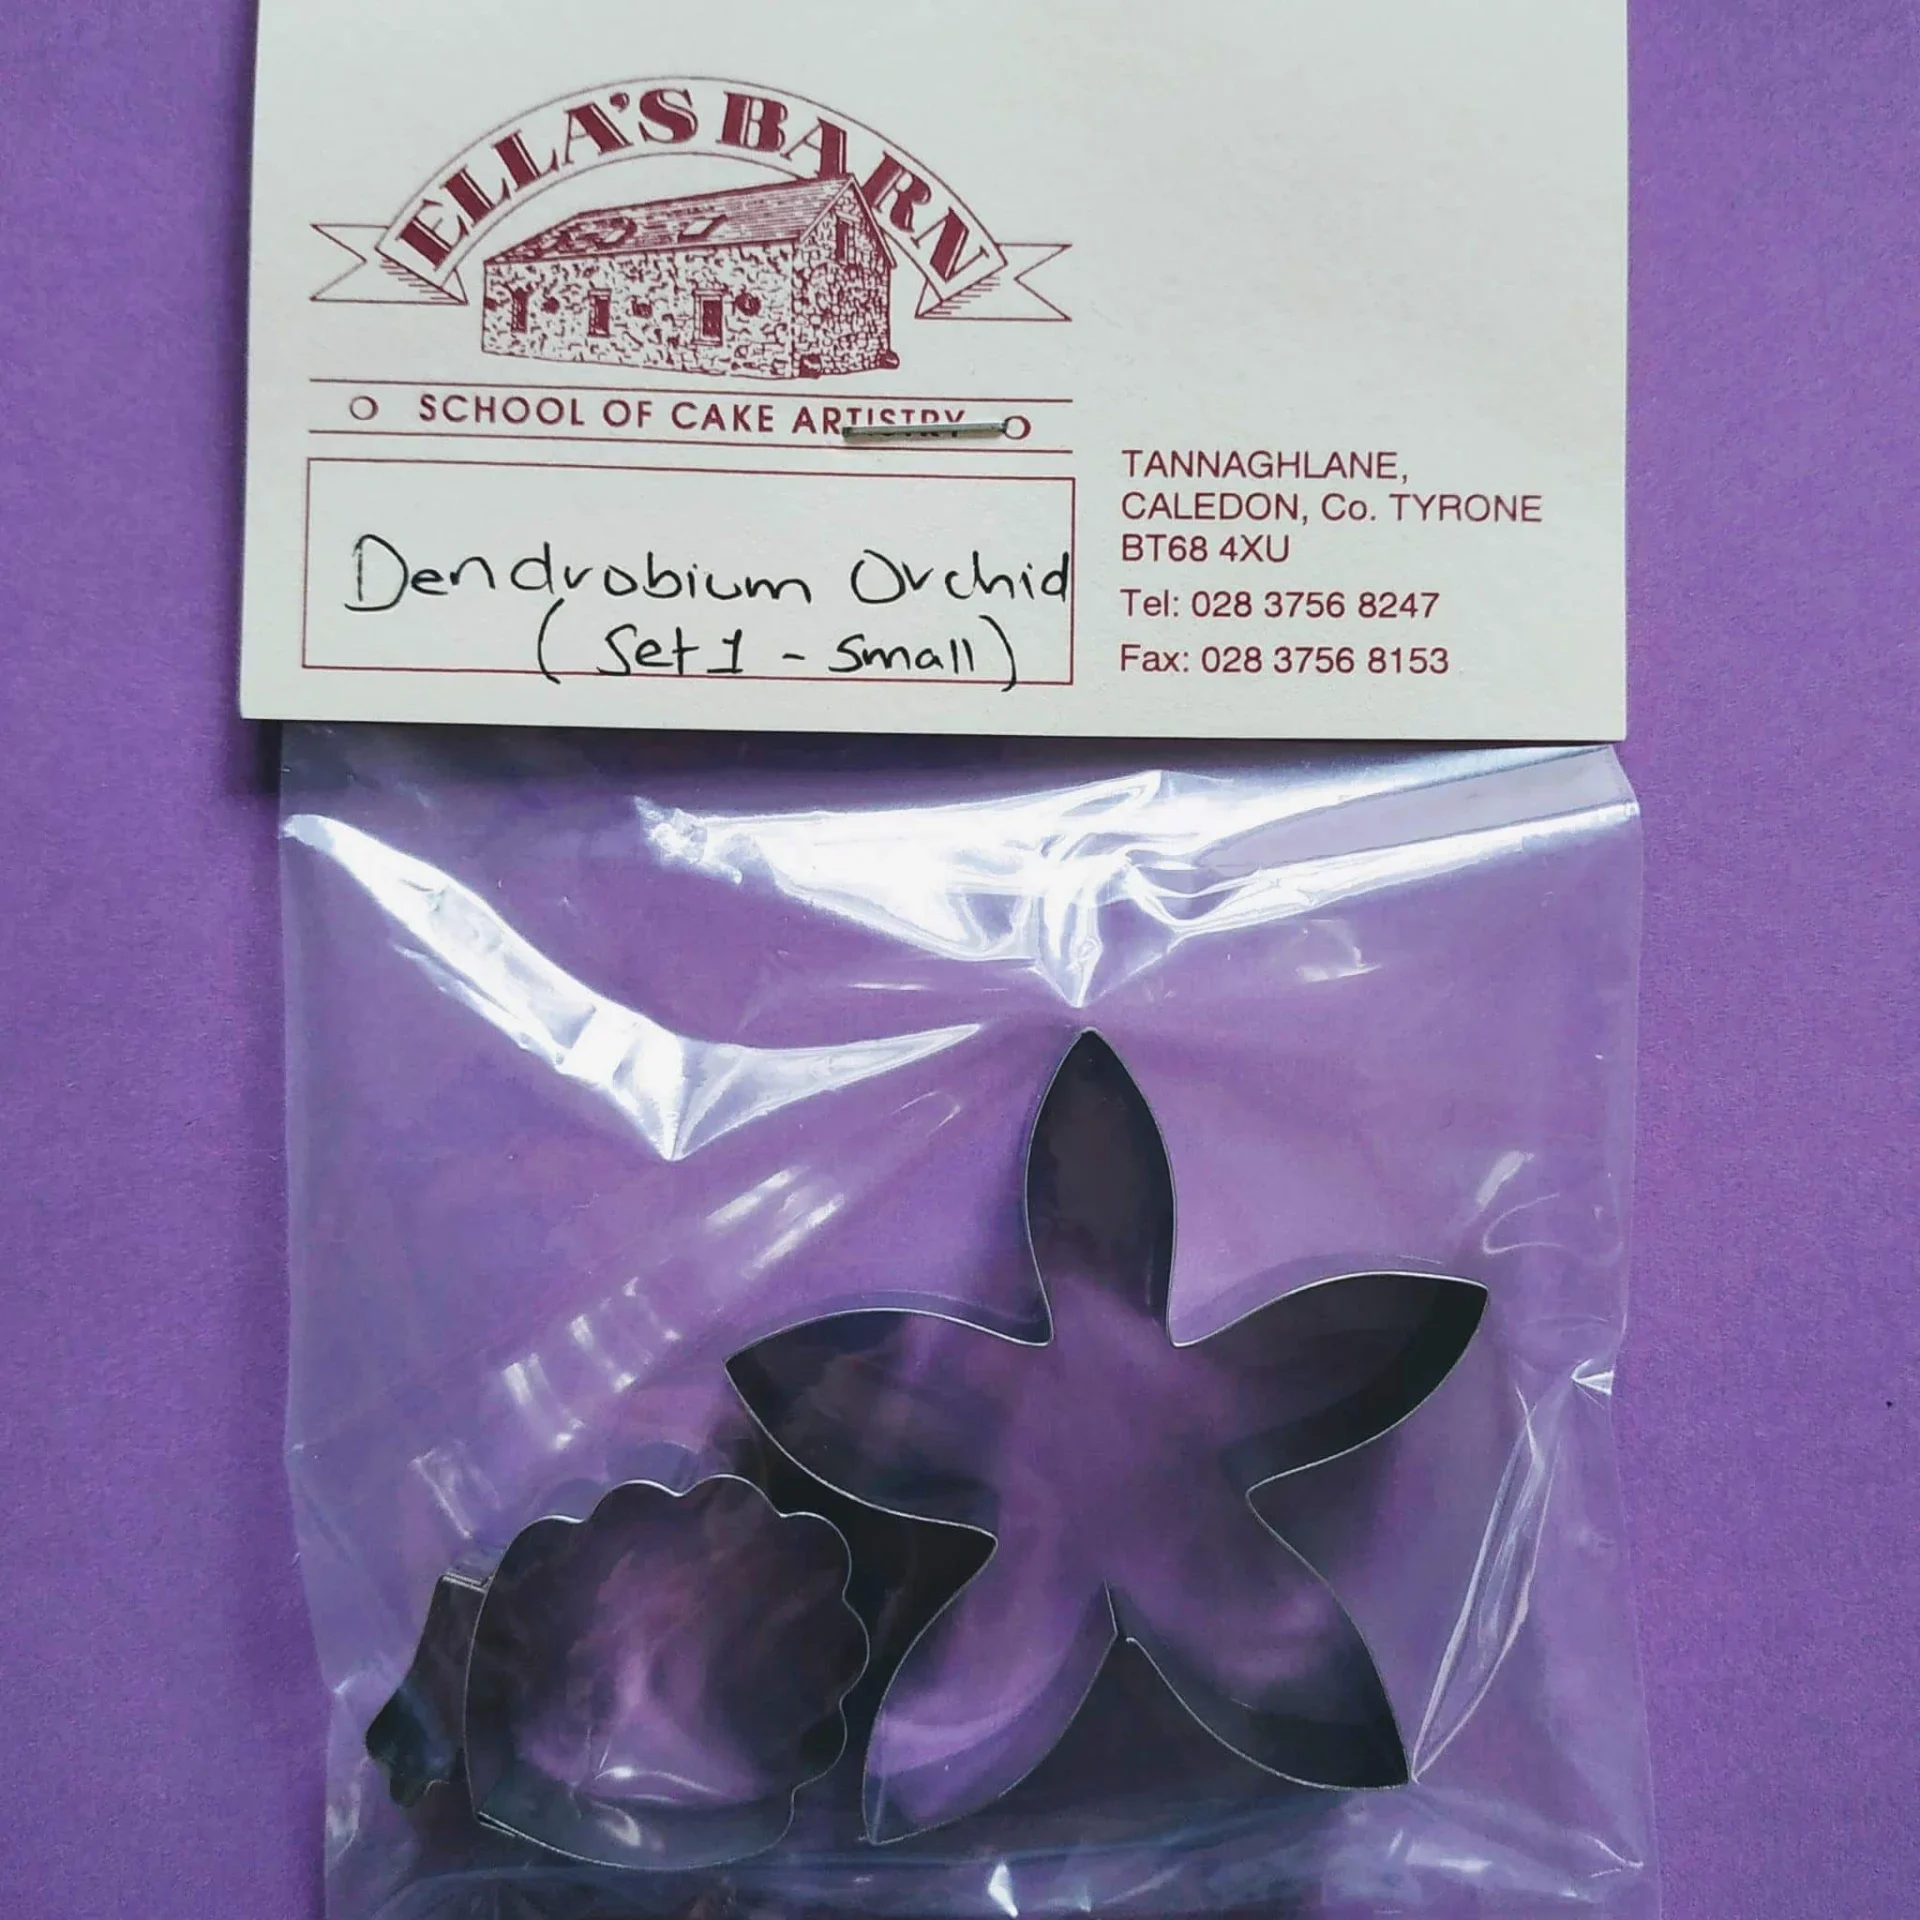 ELLA'S BARN
SCHOOL OF CAKE ARTISTRY
Dendrobium Orchid
(Set 1 - Small)
TANNAGHLANE,
CALEDON, Co. TYRONE
BT68 4XU
Tel: 028 3756 8247
Fax: 028 3756 8153